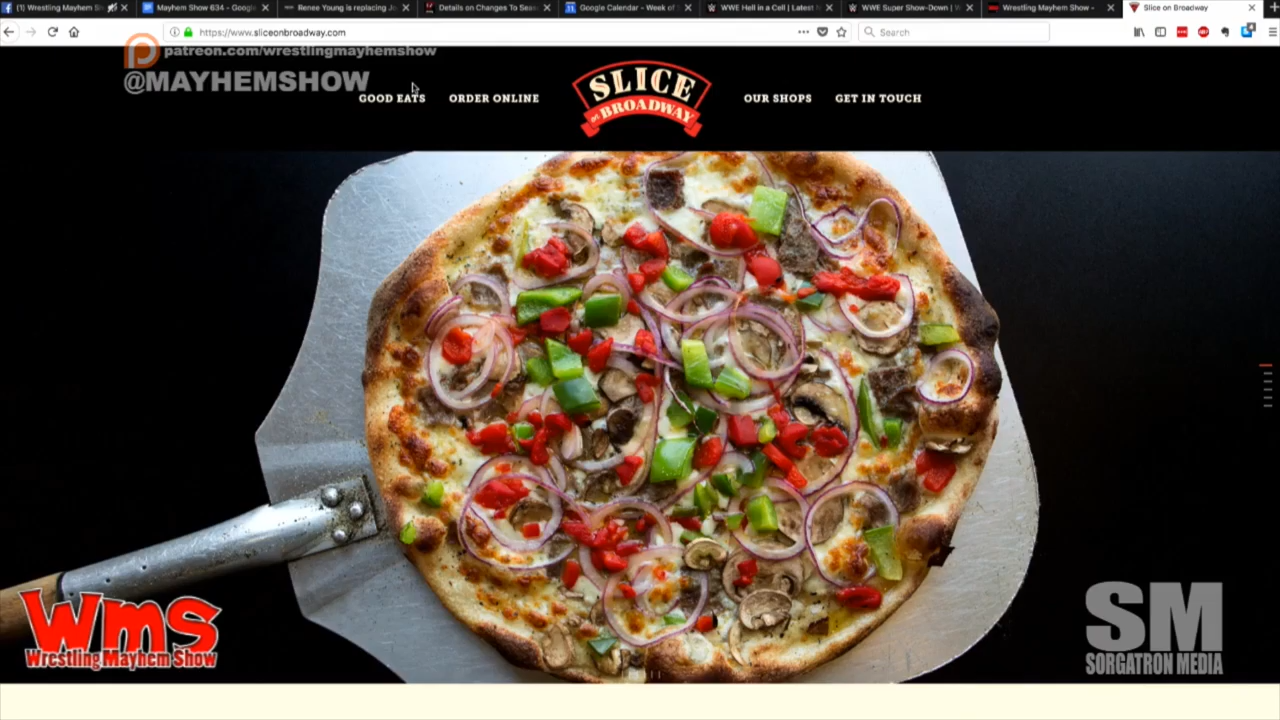 (1) Wrestling Mayhem Sh
Mayhem Show 634 - Google
Renee Young is replacing J
Details on Changes To Sea
Google Calendar - Week of
WWE Hell in a Cell | Latest
WWE Super Show-Down | W
Wrestling Mayhem Show -
Slice on Broadway
https://www.sliceonbroadway.com
Search
patreon.com/wrestlingmayhemshow
@MAYHEMSHOW
GOOD EATS
ORDER ONLINE
SLICE
on BROADWAY
OUR SHOPS
GET IN TOUCH
wms
Wrestling Mayhem Show
SM
SORGATRON MEDIA